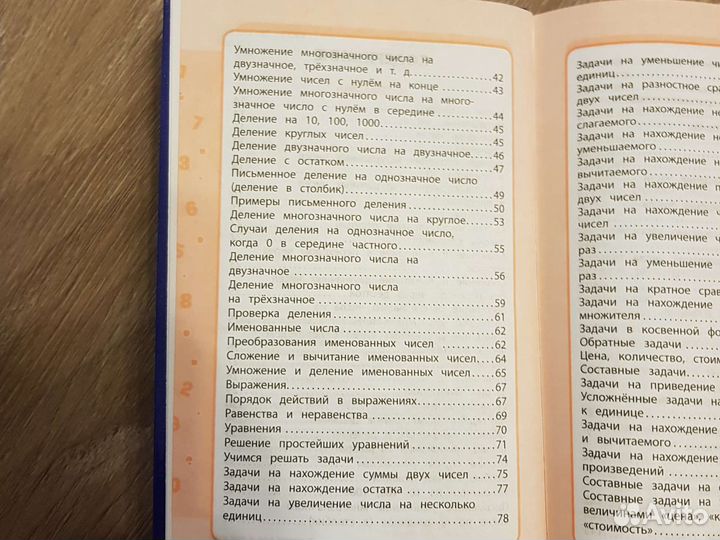 Умножение многозначного числа на
двузначное, трёхзначное и т. д. ............ 42
Умножение чисел с нулём на конце .... 43
Умножение многозначного числа на мно-
значное число с нулём в середине ....... 44
Деление на 10, 100, 1000 ................. 45
Деление круглых чисел ..................... 45
Деление двузначного числа на двузначное..46
Деление с остатком .......................... 47
Письменное деление на однозначное число
(деление в столбик) .......................... 49
Примеры письменного деления ............ 50
Деление многозначного числа на круглое...53
Случаи деления на однозначное число,
когда 0 в середине частного ............... 55
Деление многозначного числа на
двузначное ..................................... 56
Деление многозначного числа
на трёхзначное ................................ 59
Проверка деления ............................ 61
Именованные числа .......................... 62
Преобразования именованных чисел ...... 62
Сложение и вычитание именованных чисел...64
Умножение и деление именованных чисел ..65
Выражения...................................... 67
Порядок действий в выражениях........... 67
Равенства и неравенства .................... 69
Уравнения ...................................... 70
Решение простейших уравнений ............ 71
Учимся решать задачи ....................... 74
Задачи на нахождение суммы двух чисел ..75
Задачи на нахождение остатка ............. 77
Задачи на увеличение числа на несколько
единиц........................................... 78
Задачи на уменьшение
единиц
Задачи на разностное
двух чисел
Задачи на нахождение
слагаемого
Задачи на нахождение
уменьшаемого
Задачи на нахождение
вычитаемого
Задачи на нахождение
двух чисел
Задачи на нахождение
чисел
Задачи на увеличение
раз
Задачи на уменьшение
раз
Задачи на кратное
Задачи на нахождение
множителя
Задачи в косвенной
Обратные задачи
Цена, количество,
Составные задачи
Задачи на приведение
Усложнённые задачи на
к единице
Задачи на нахождение
и вычитаемого
Задачи на нахождение
произведений
Составные задачи на
Составные задачи на
величинами «цена»,
«стоимость»
Avito